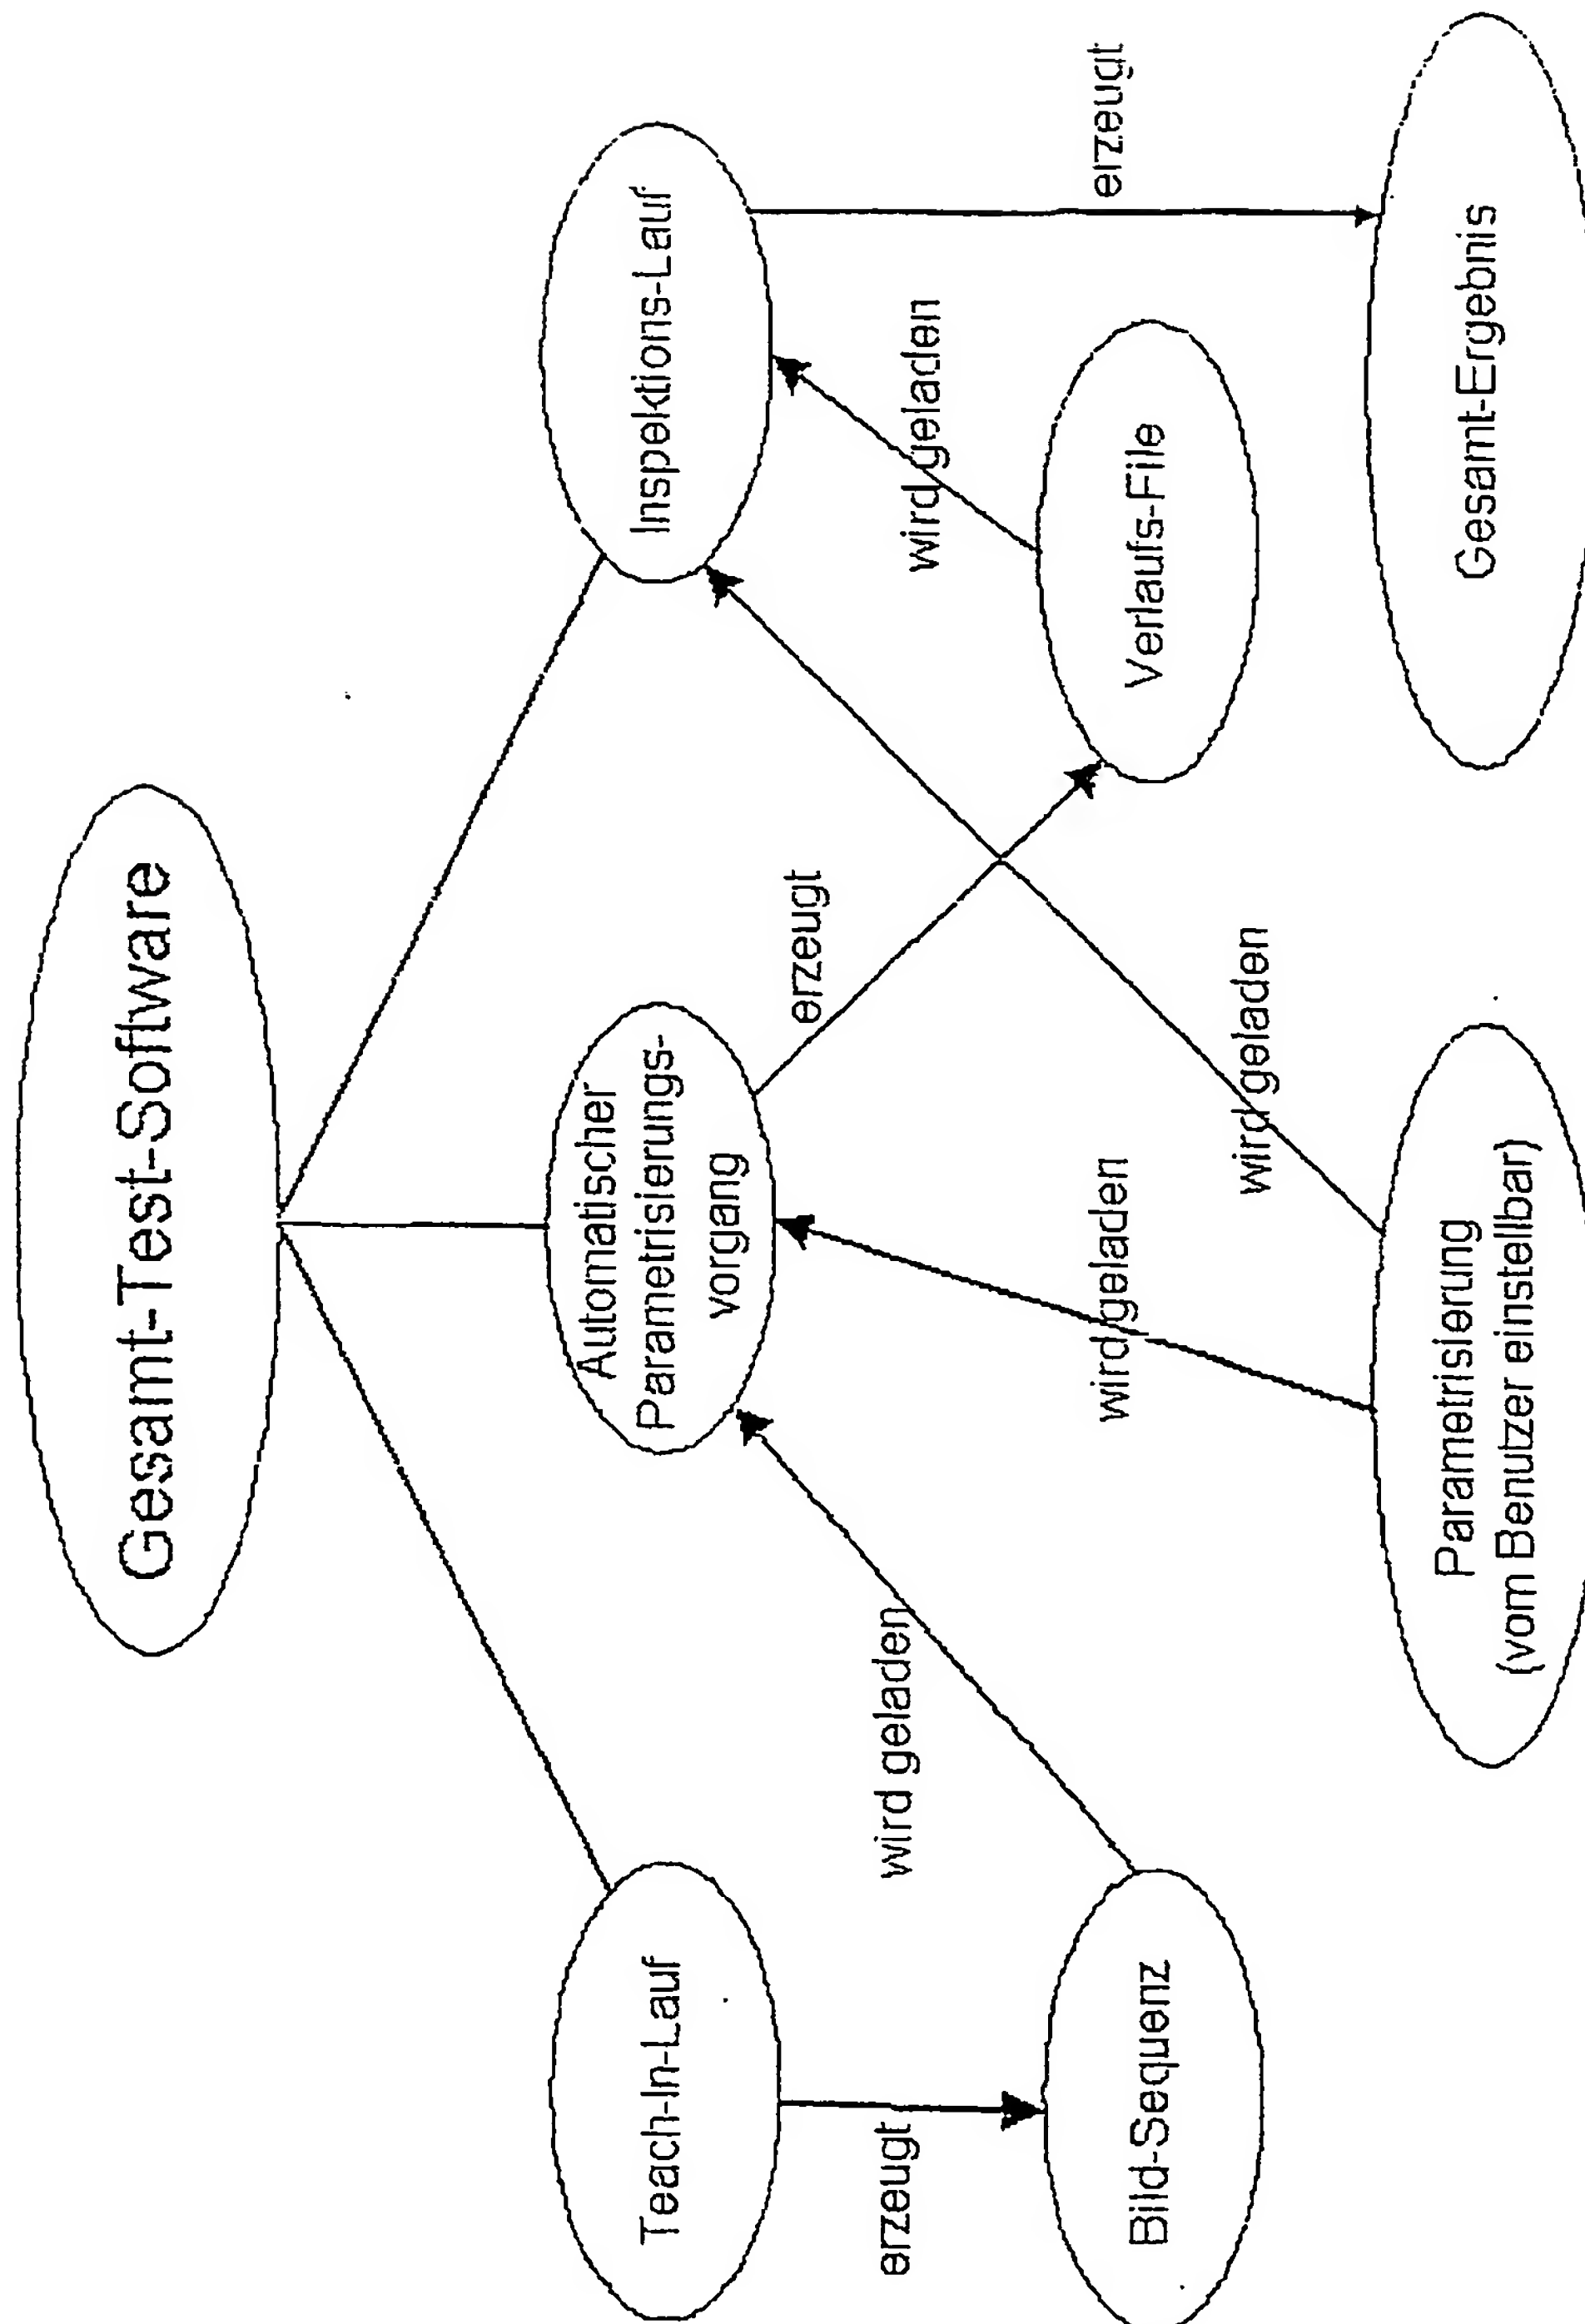 Gesamt-Test-Software
Teach-In-Lauf
Automatischer
Parametrisierungs-
vorgang
Inspektions-Lauf
erzeugt
wird geladen
erzeugt
wird geladen
erzeugt
Bild-Sequenz
wird geladen
wird geladen
Verlaufs-File
Parametrisierung
(vom Benutzer einstellbar)
Gesamt-Ergebnis